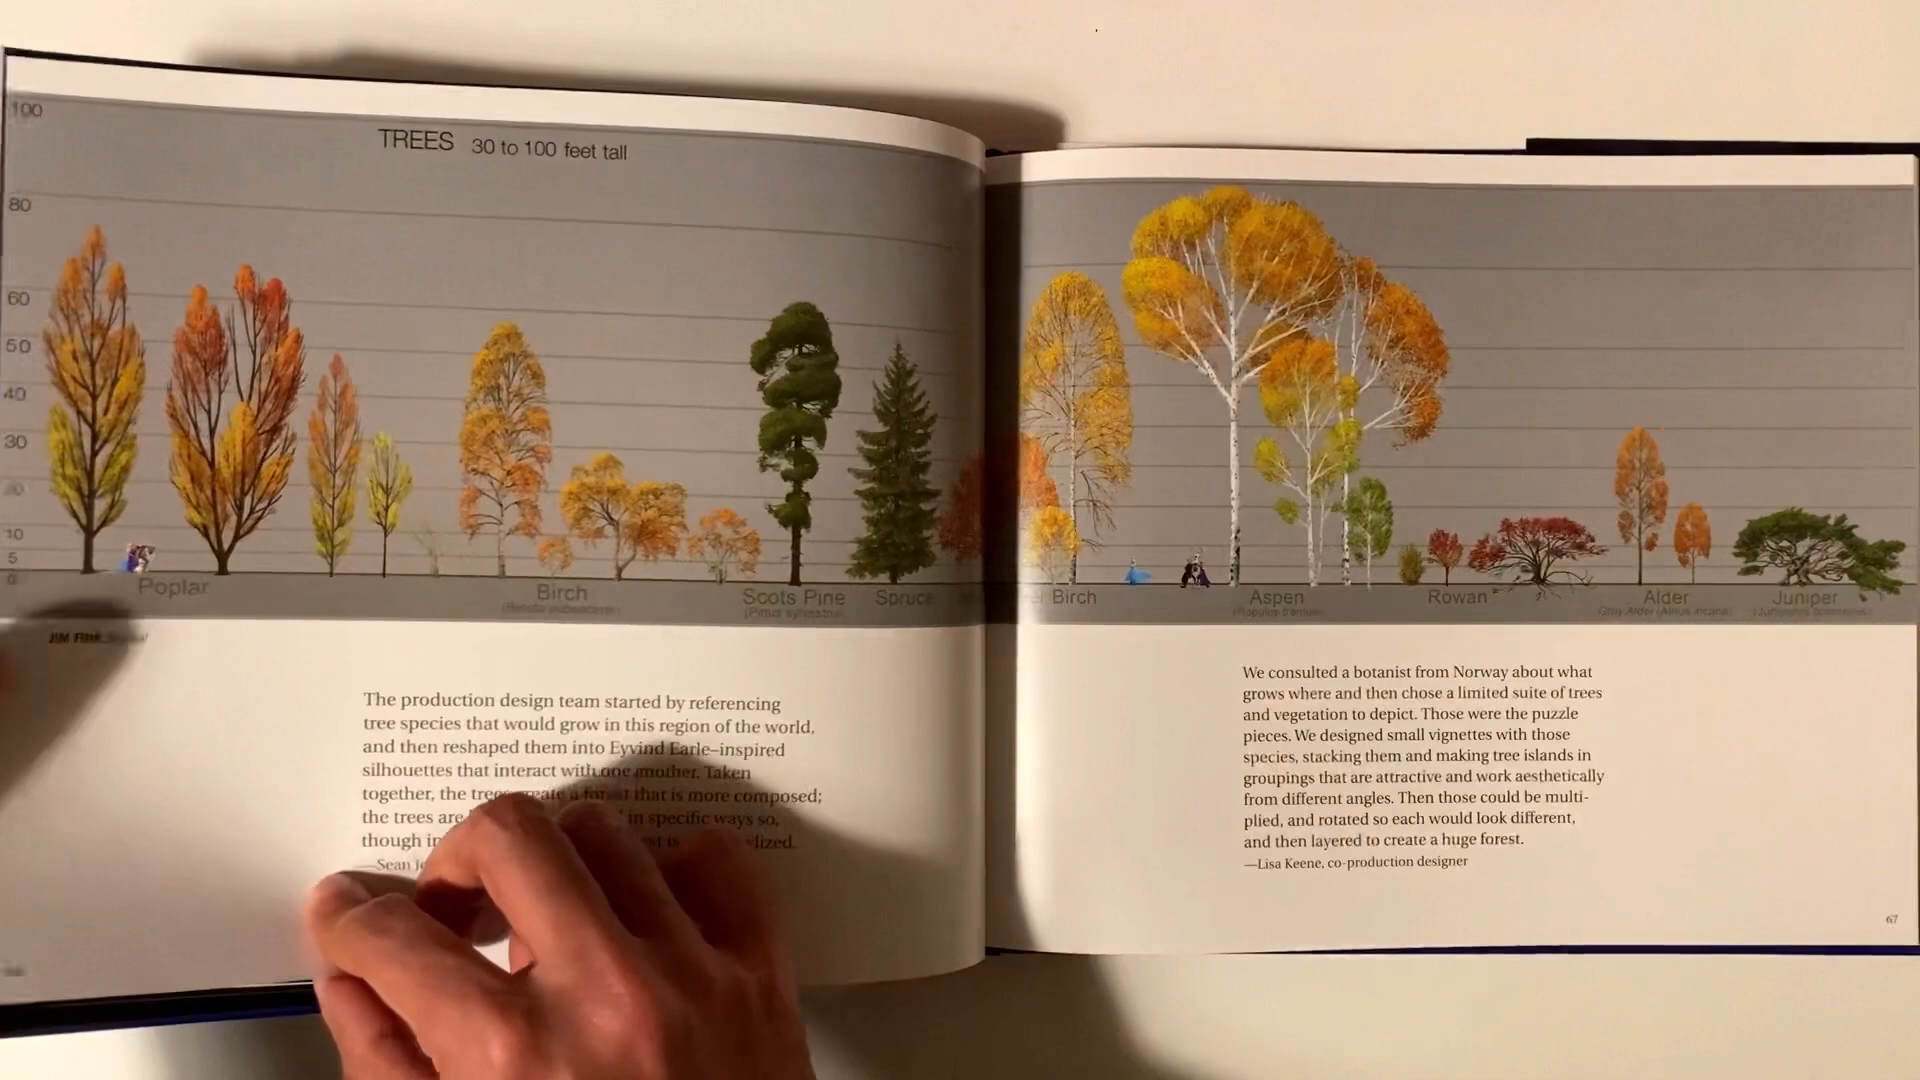 100
TREES 30 to 100 feet tall
80
60
50
40
30
10
5
0
Poplar
Birch
Scots Pine
(Pinus sylvestris)
Spruce
Birch
Aspen
Rowan
Alder
Gray Alder (Alnus incana)
Juniper
JIM Finn
The production design team started by referencing
tree species that would grow in this region of the world,
and then reshaped them into Eyvind Earle–inspired
silhouettes that interact with one another. Taken
together, the trees create a forest that is more composed;
the trees are in specific ways so,
though
—Sean
We consulted a botanist from Norway about what
grows where and then chose a limited suite of trees
and vegetation to depict. Those were the puzzle
pieces. We designed small vignettes with those
species, stacking them and making tree islands in
groupings that are attractive and work aesthetically
from different angles. Then those could be multi-
plied, and rotated so each would look different,
and then layered to create a huge forest.
—Lisa Keene, co-production designer
67